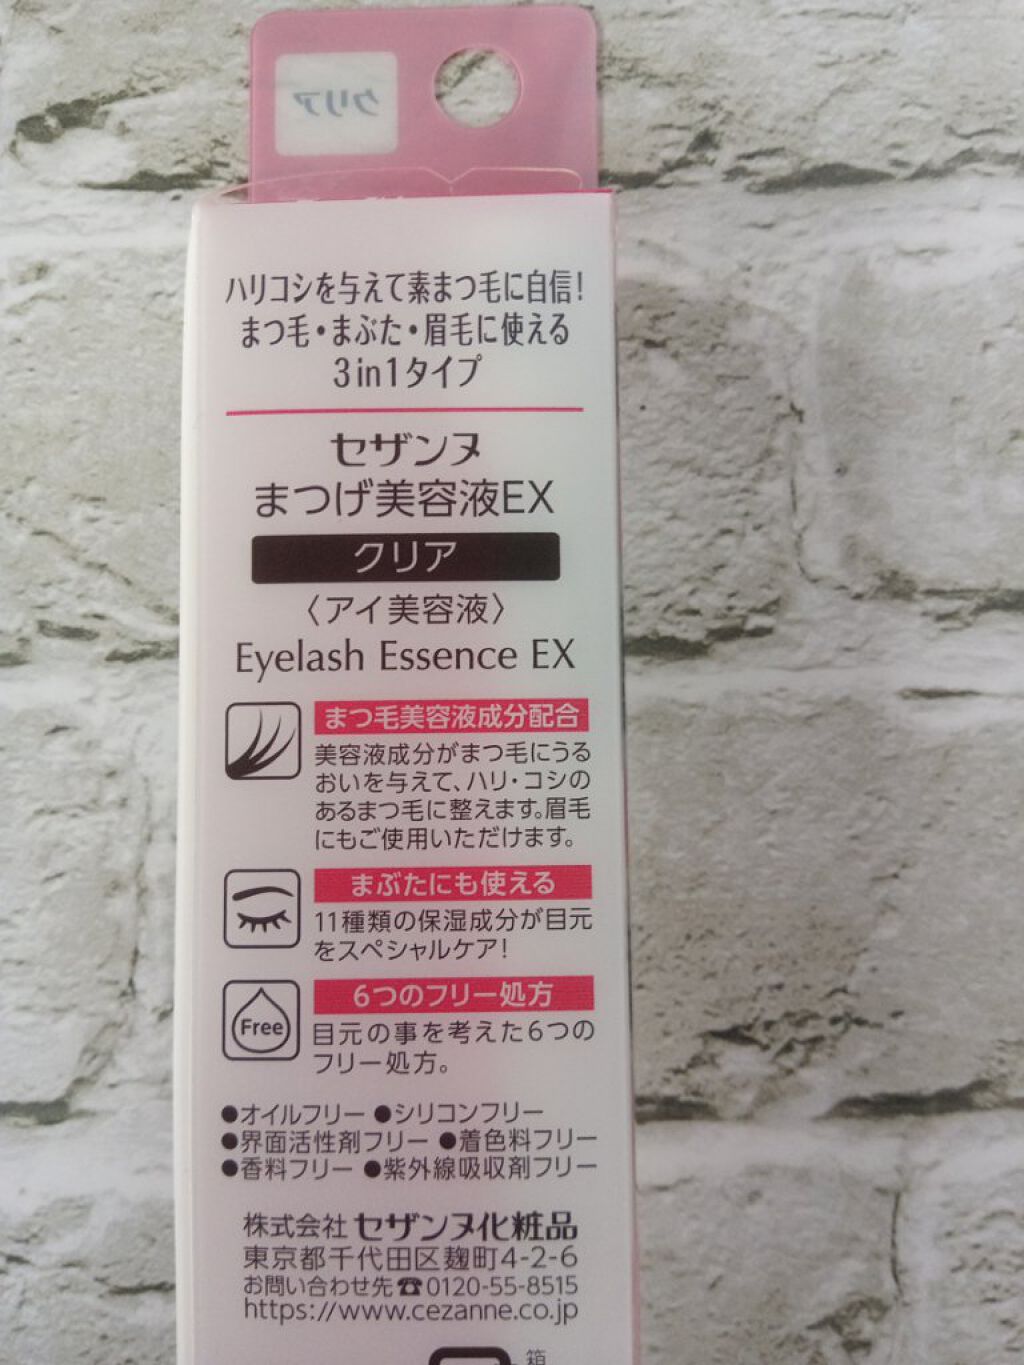 クリア
ハリコシを与えて素まつ毛に自信!
まつ毛・まぶた・眉毛に使える
3in1タイプ
セザンヌ
まつげ美容液EX
クリア
〈アイ美容液〉
Eyelash Essence EX
まつ毛美容液成分配合
美容液成分がまつ毛にうる
おいを与えて、ハリ・コシの
あるまつ毛に整えます。眉毛
にもご使用いただけます。
まぶたにも使える
11種類の保湿成分が目元
をスペシャルケア!
6つのフリー処方
Free
目元の事を考えた6つの
フリー処方。
●オイルフリー ●シリコンフリー
●界面活性剤フリー ●着色料フリー
●香料フリー ●紫外線吸収剤フリー
株式会社 セザンヌ化粧品
東京都千代田区麹町4-2-6
お問い合わせ先☎0120-55-8515
https://www.cezanne.co.jp
箱